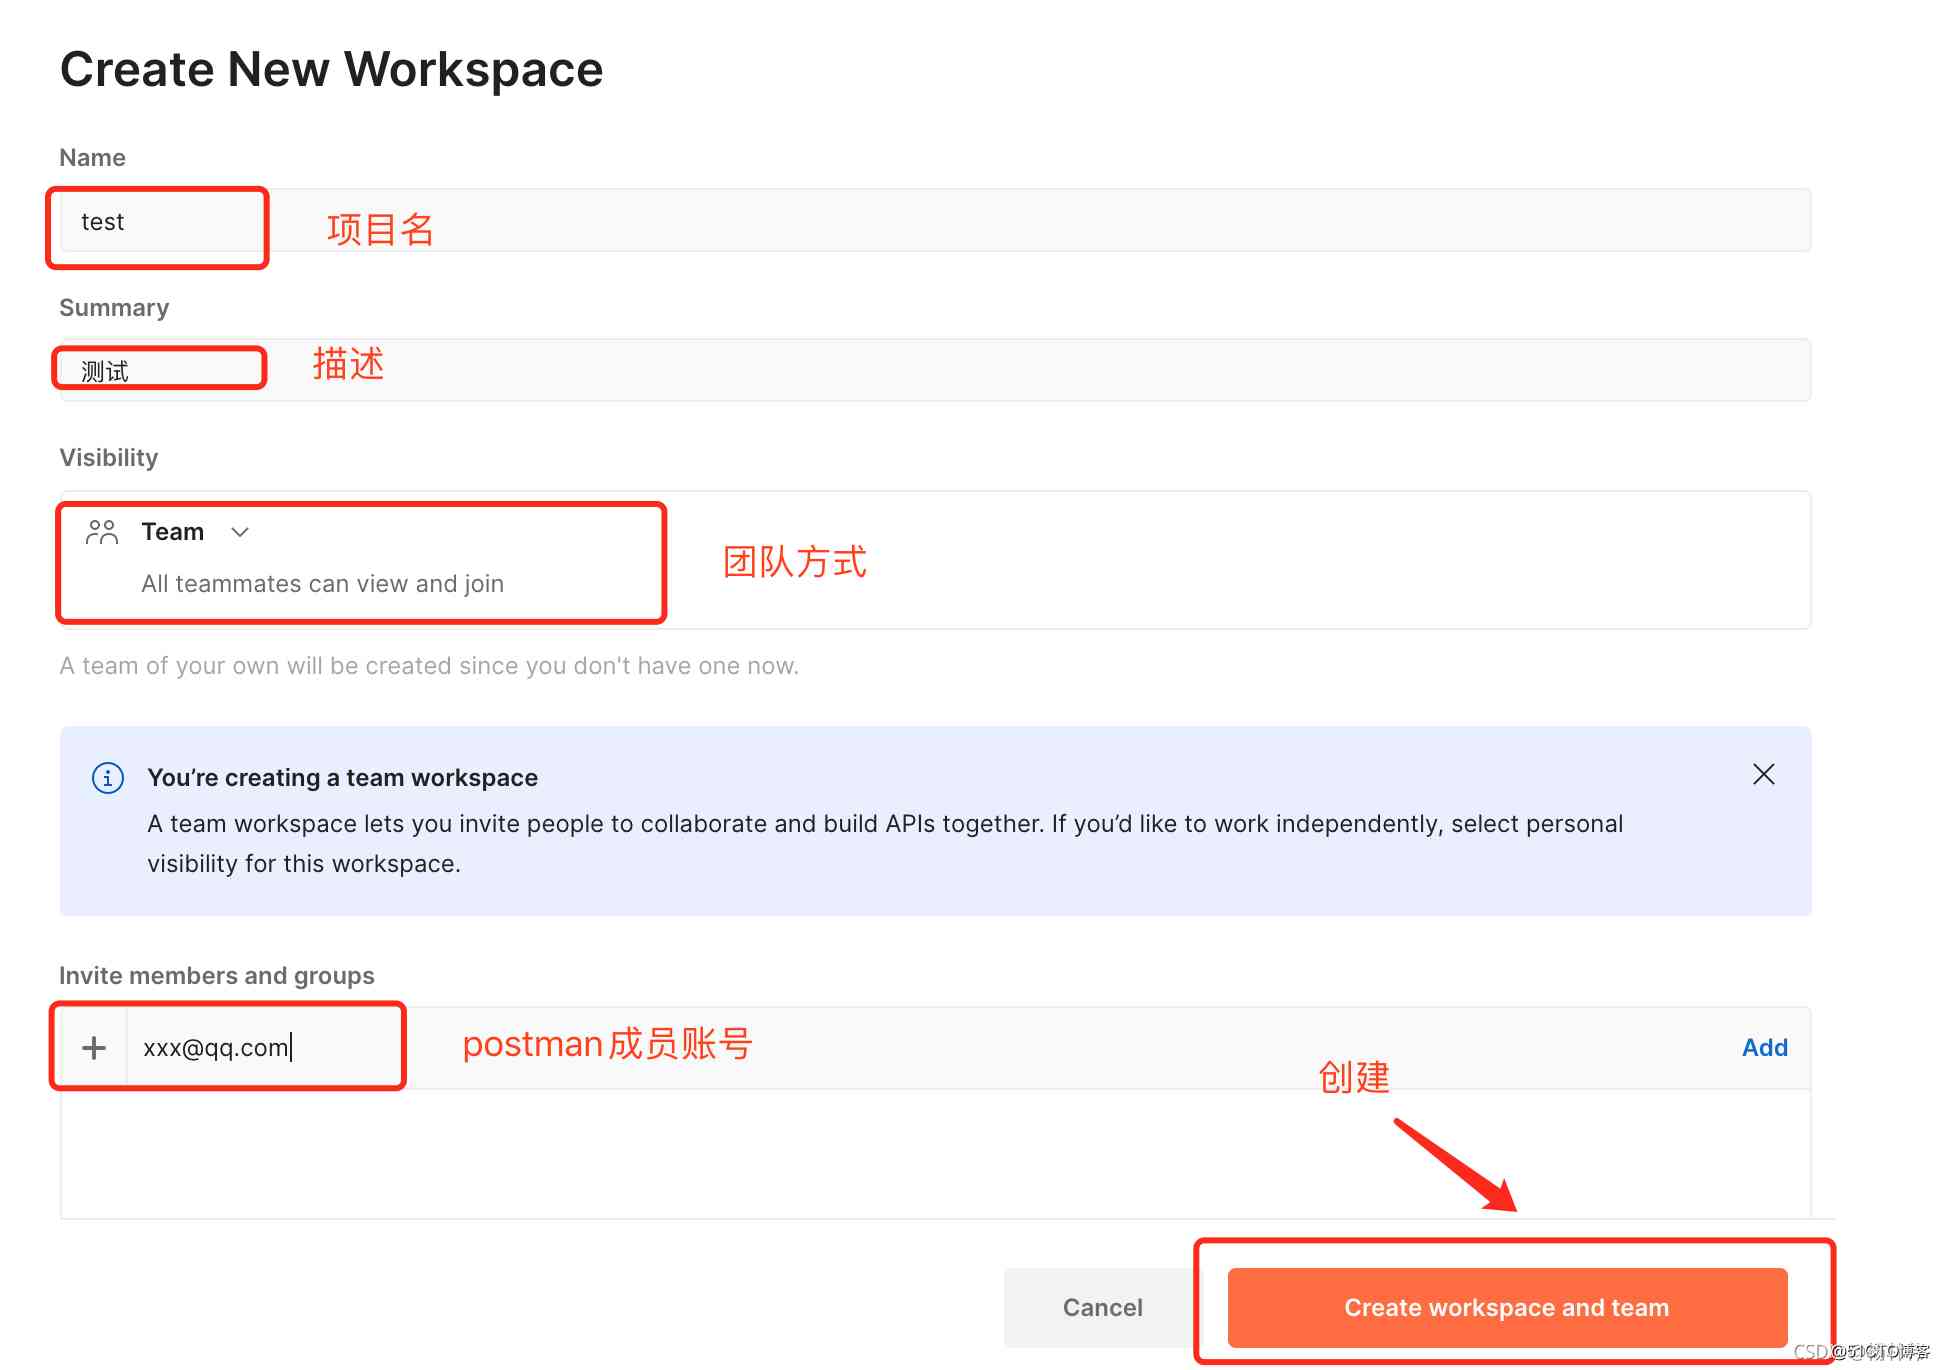 Create New Workspace
Name
test 项目名
Summary
测试 描述
Visibility
Team
All teammates can view and join
团队方式
A team of your own will be created since you don't have one now.
You’re creating a team workspace
A team workspace lets you invite people to collaborate and build APIs together. If you’d like to work independently, select personal
visibility for this workspace.
Invite members and groups
xxx@qq.com postman成员账号 Add
创建
Cancel Create workspace and team
@51CTO博客